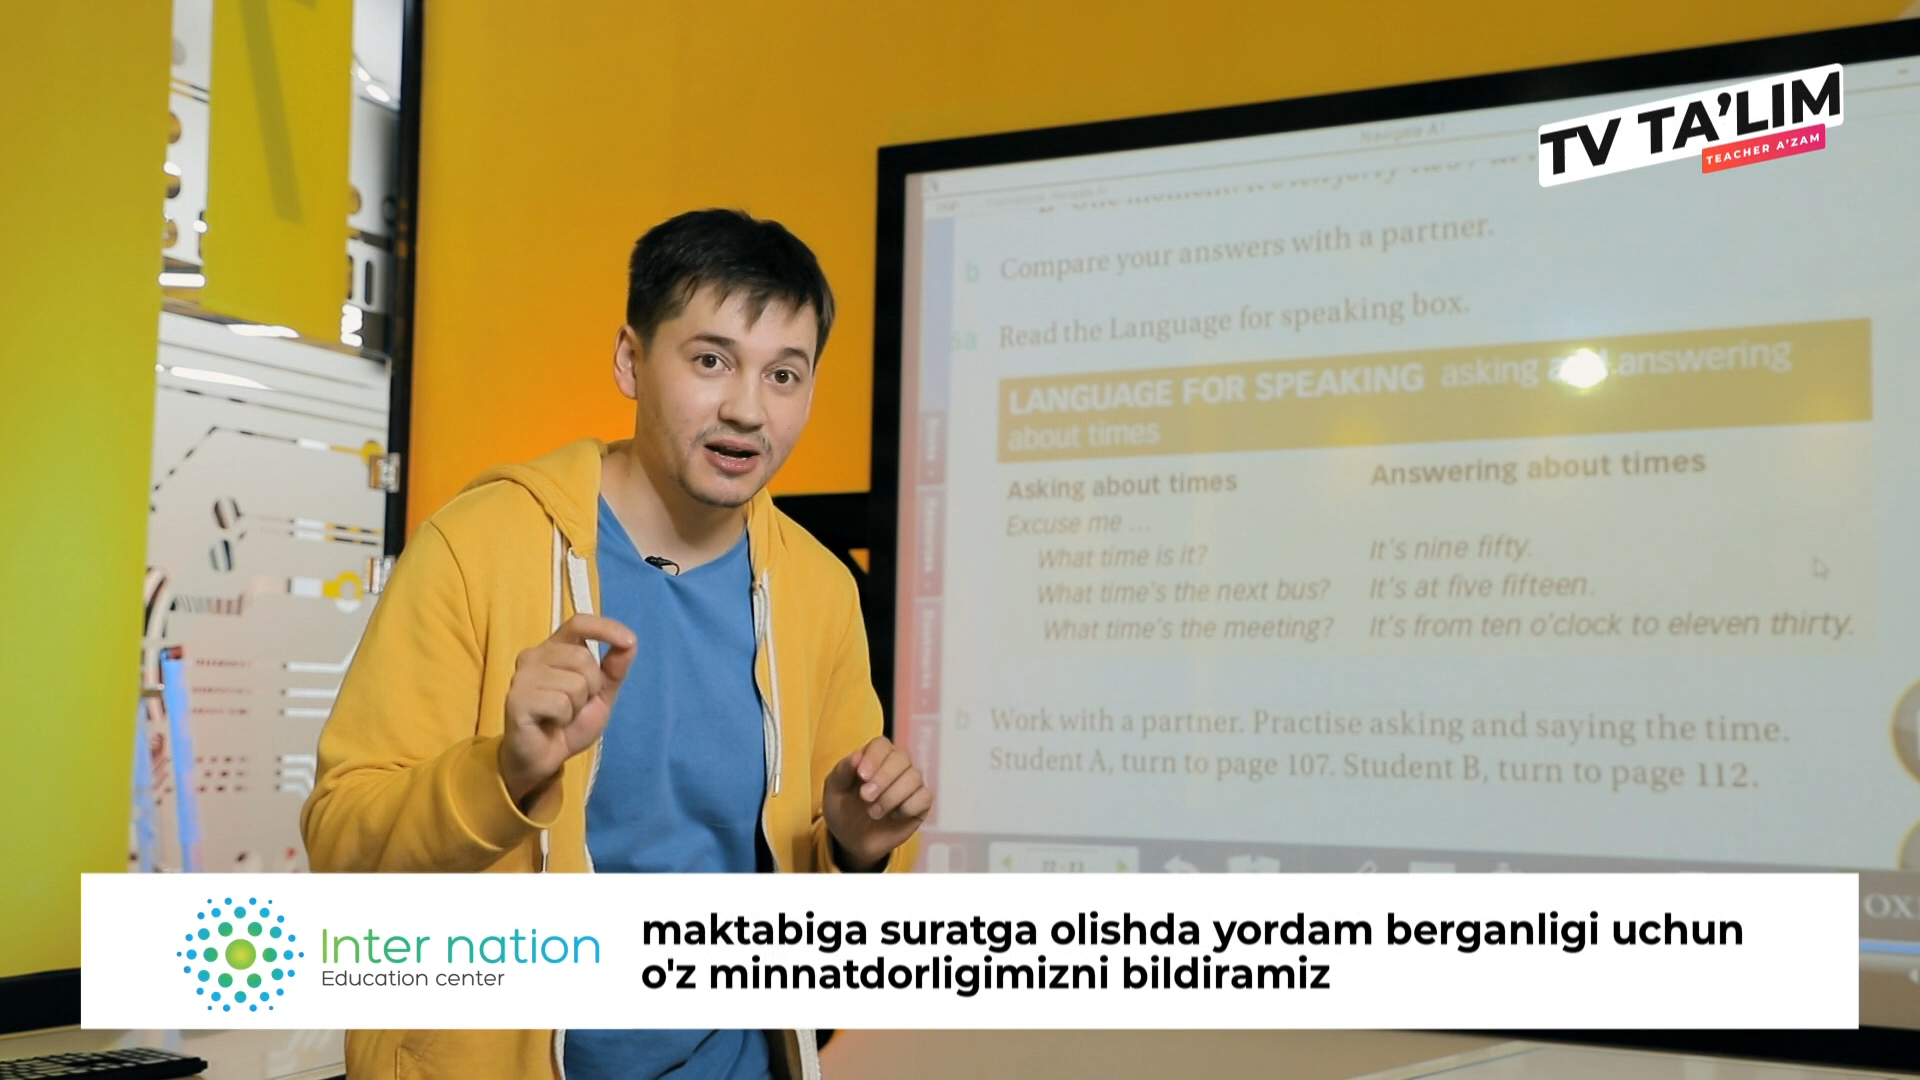 TV TA'LIM
TEACHER A'ZAM
Navigate A1
b Compare your answers with a partner.
5a Read the Language for speaking box.
LANGUAGE FOR SPEAKING asking and answering
about times
Asking about times
Answering about times
Excuse me ...
What time is it?
It's nine fifty.
What time's the next bus?
It's at five fifteen.
What time's the meeting?
It's from ten o'clock to eleven thirty.
b Work with a partner. Practise asking and saying the time.
Student A, turn to page 107. Student B, turn to page 112.
Inter nation
Education center
maktabiga suratga olishda yordam berganligi uchun
o'z minnatdorligimizni bildiramiz